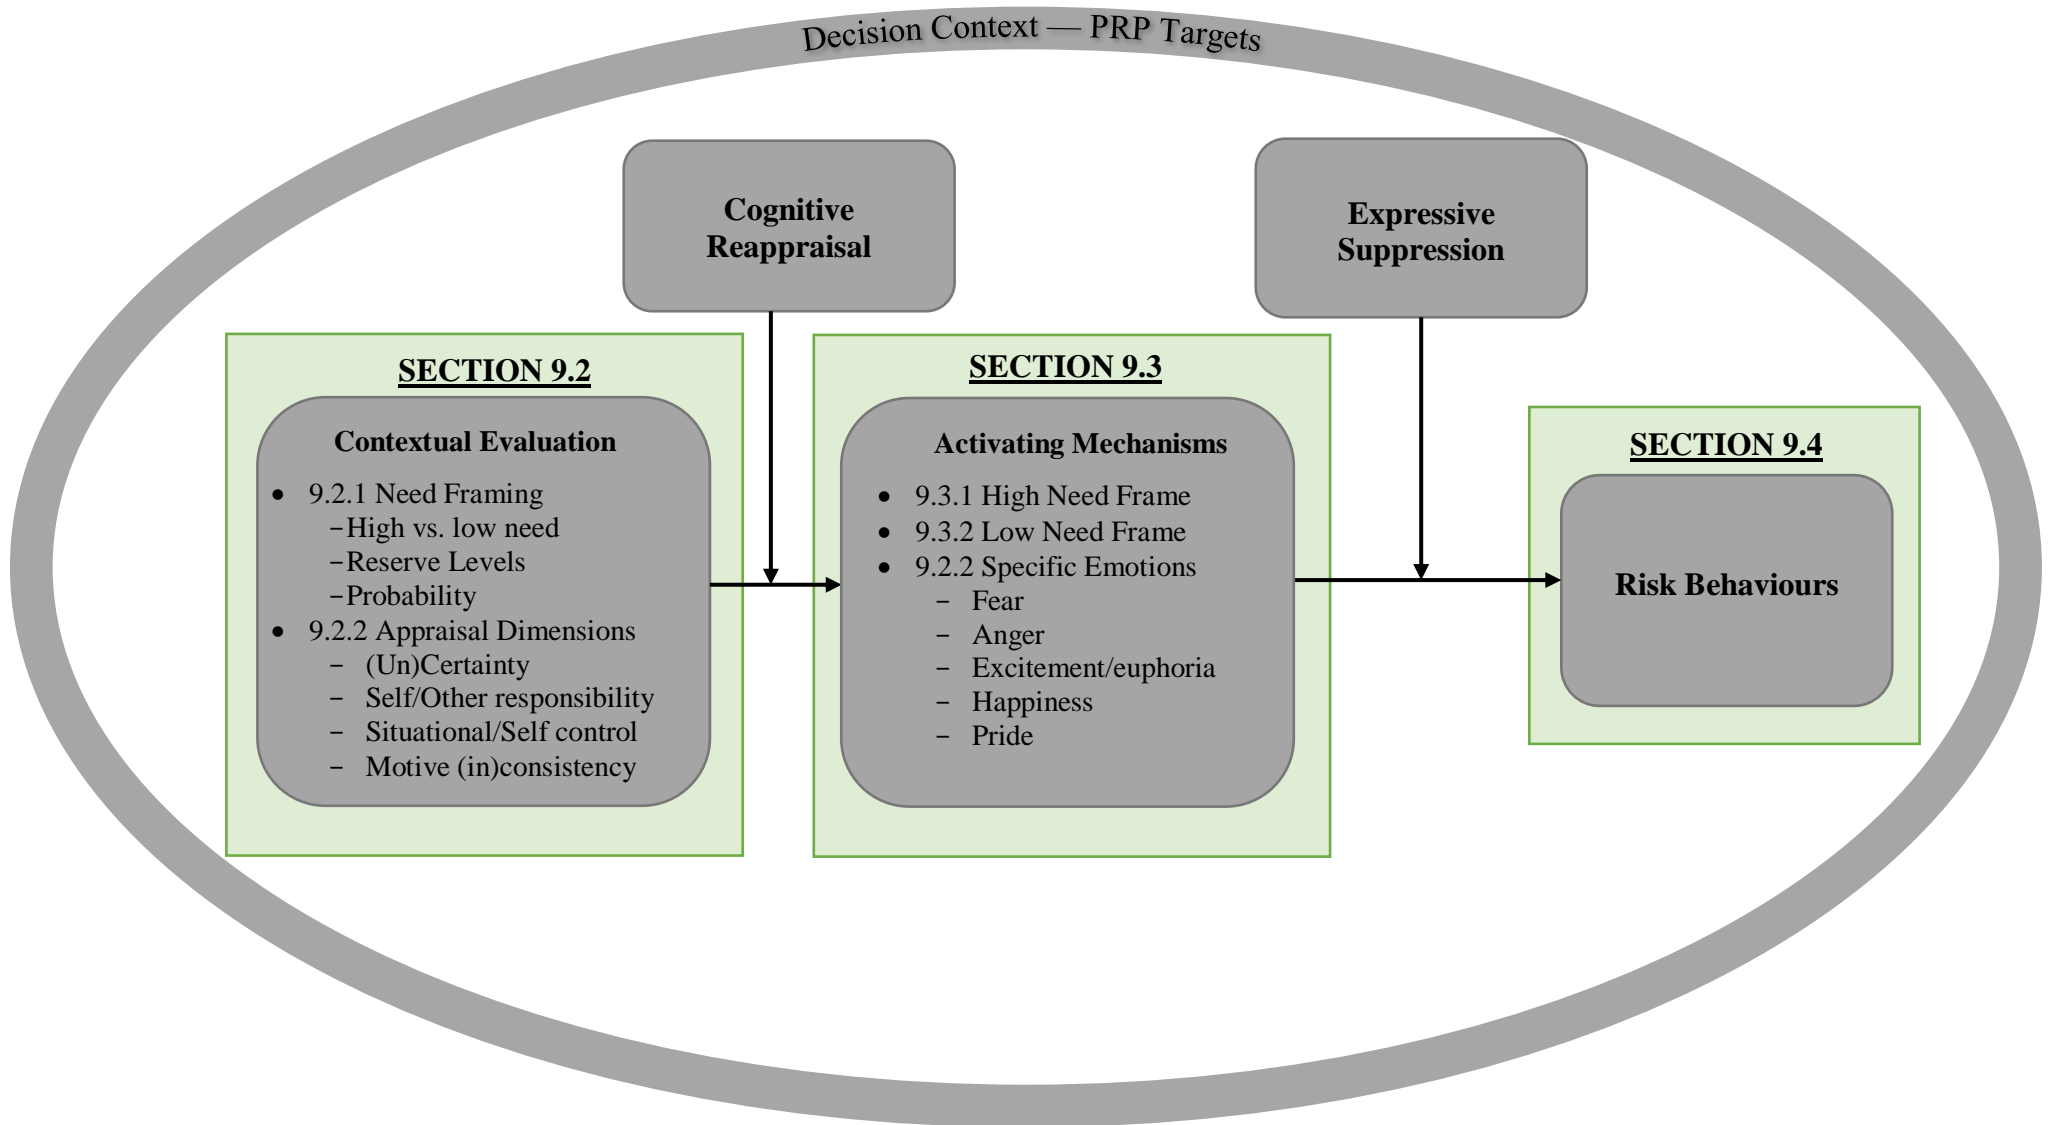 Decision Context — PRP Targets
Cognitive
Reappraisal
Expressive
Suppression
SECTION 9.2
Contextual Evaluation
• 9.2.1 Need Framing
–High vs. low need
–Reserve Levels
–Probability
• 9.2.2 Appraisal Dimensions
– (Un)Certainty
– Self/Other responsibility
– Situational/Self control
– Motive (in)consistency
SECTION 9.3
Activating Mechanisms
• 9.3.1 High Need Frame
• 9.3.2 Low Need Frame
• 9.2.2 Specific Emotions
– Fear
– Anger
– Excitement/euphoria
– Happiness
– Pride
SECTION 9.4
Risk Behaviours